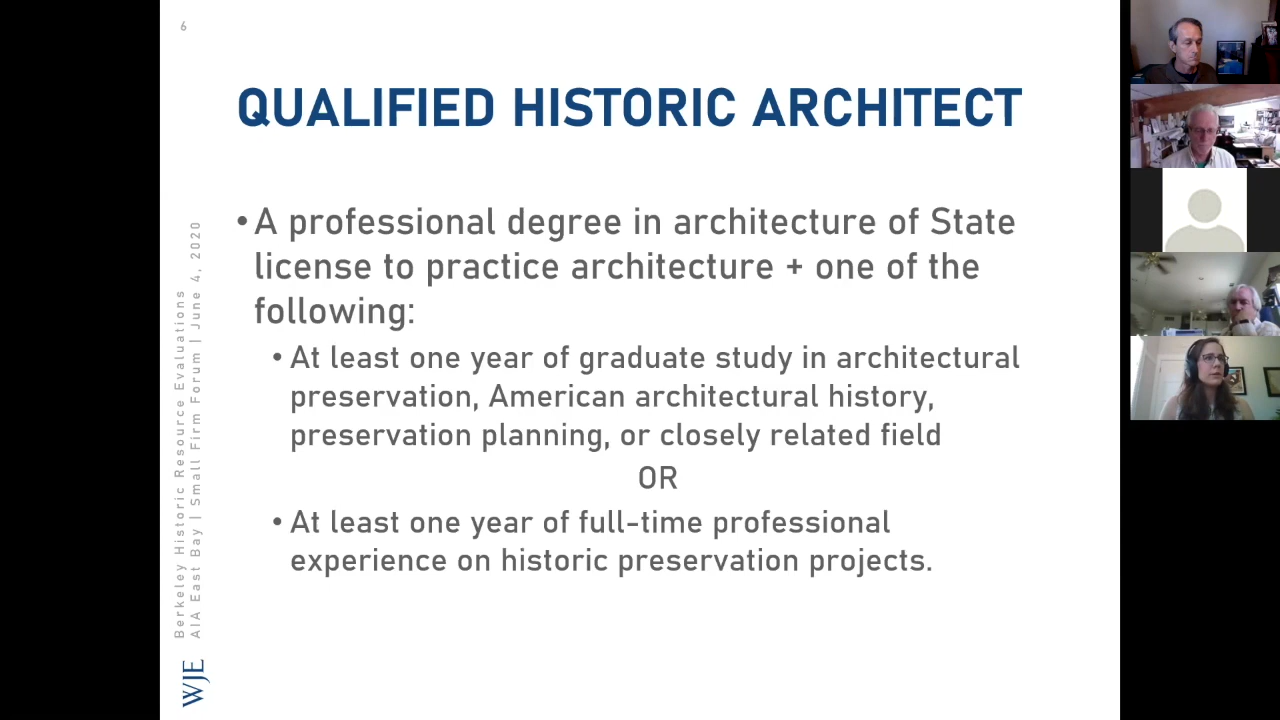 6
QUALIFIED HISTORIC ARCHITECT
• A professional degree in architecture of State
license to practice architecture + one of the
following:
• At least one year of graduate study in architectural
preservation, American architectural history,
preservation planning, or closely related field
OR
• At least one year of full-time professional
experience on historic preservation projects.
Berkeley Historic Resource Evaluations
AIA East Bay | Small Firm Forum | June 4, 2020
WJE